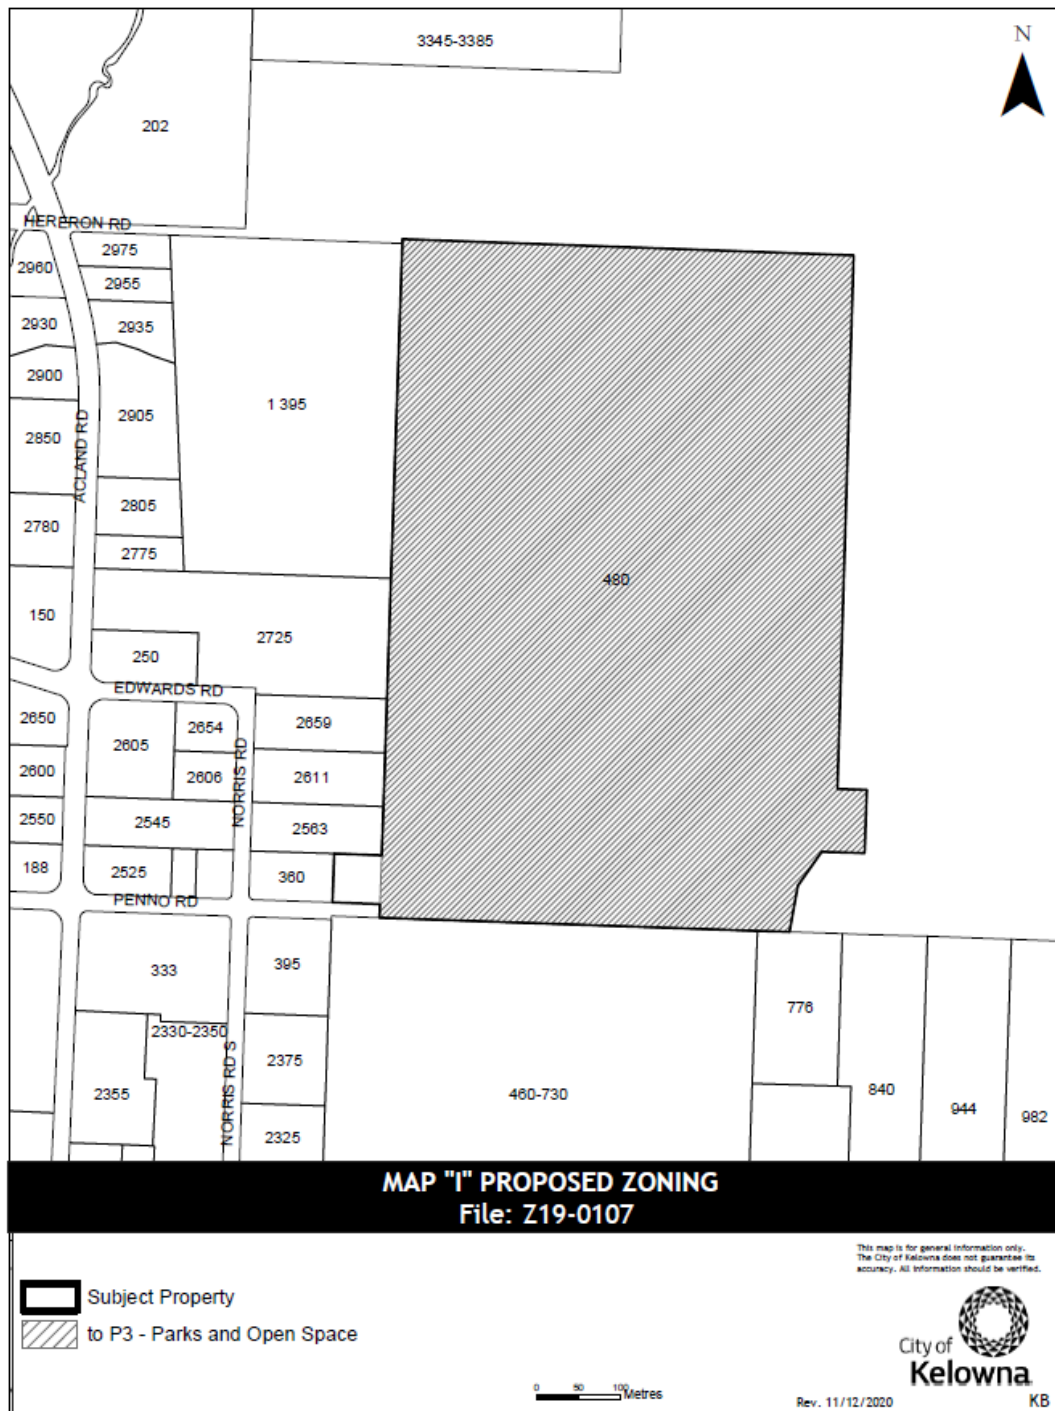 3345-3385
N
202
HERERON RD
2975
2960
2955
2930
2935
2900
1 395
2905
2850
ACLAND RD
2805
2780
2775
480
150
2725
250
EDWARDS RD
2650
2654
2659
2605
NORRIS RD
2600
2606
2611
2550
2545
2563
188
2525
360
PENNO RD
333
395
776
2330-2350
2375
NORRIS RD S
2355
460-730
840
944
982
2325
MAP "I" PROPOSED ZONING
File: Z19-0107
This map is for general information only.
The City of Kelowna does not guarantee its
accuracy. All information should be verified.
Subject Property
to P3 - Parks and Open Space
City of
Kelowna
0 50 100 Metres
Rev. 11/12/2020
KB